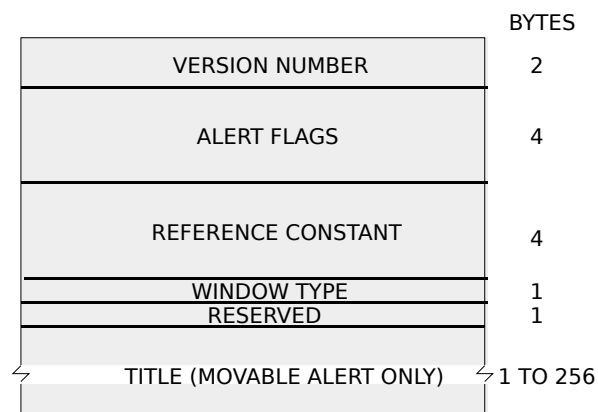 BYTES
VERSION NUMBER 2
ALERT FLAGS 4
REFERENCE CONSTANT 4
WINDOW TYPE 1
RESERVED 1
TITLE (MOVABLE ALERT ONLY) 1 TO 256